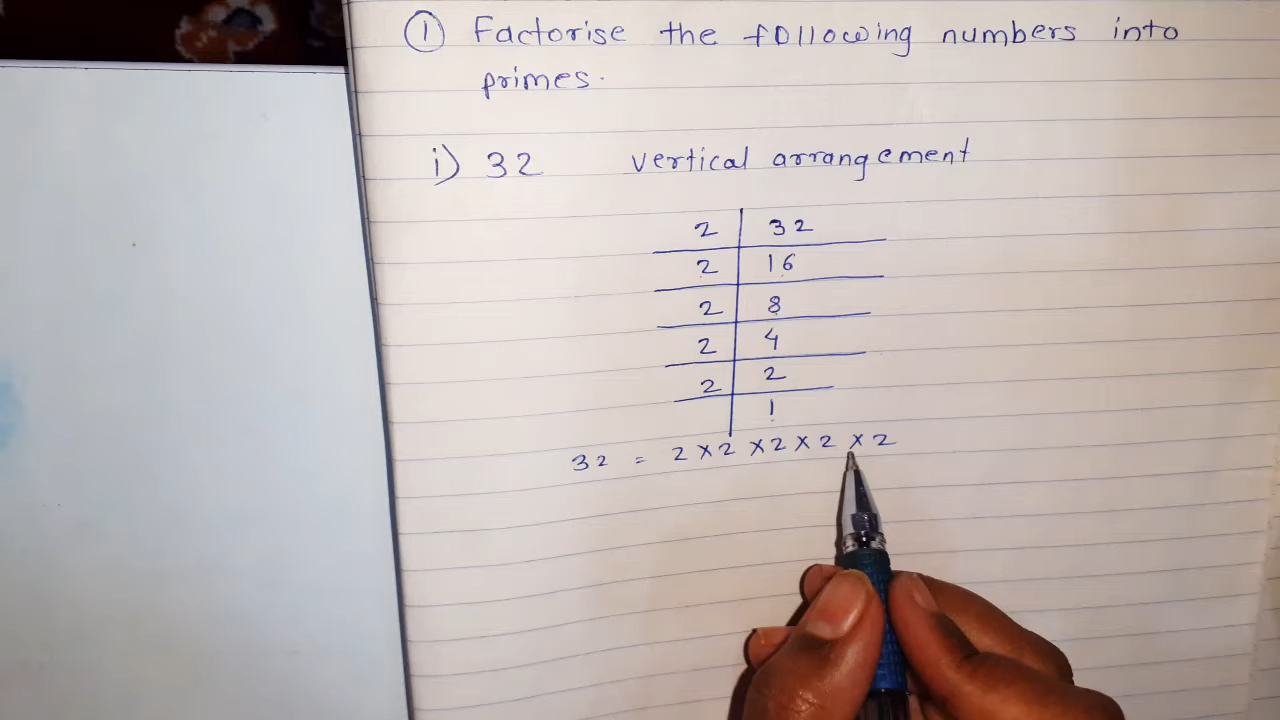 ① Factorise the following numbers into
primes.
i) 32 vertical arrangement
2 | 32
2 | 16
2 | 8
2 | 4
2 | 2
| 1
32 = 2 × 2 × 2 × 2 × 2